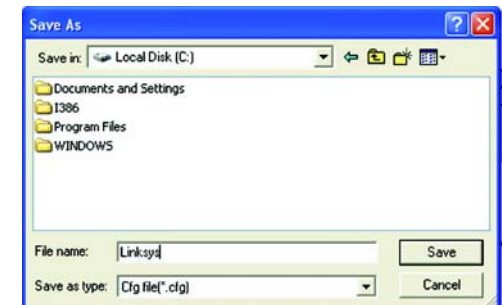 Save As
Save in: Local Disk (C:)
Documents and Settings
I386
Program Files
WINDOWS
File name: Linksys Save
Save as type: Cfg file(*.cfg) Cancel